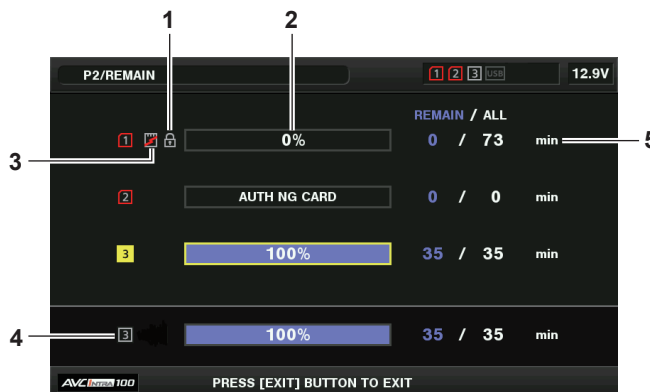 1 2
P2/REMAIN 1 2 3 USB 12.9V
REMAIN / ALL
1 0% 0 / 73 min 5
3
2 AUTH NG CARD 0 / 0 min
3 100% 35 / 35 min
4 3 100% 35 / 35 min
AVC INTRA 100 PRESS [EXIT] BUTTON TO EXIT